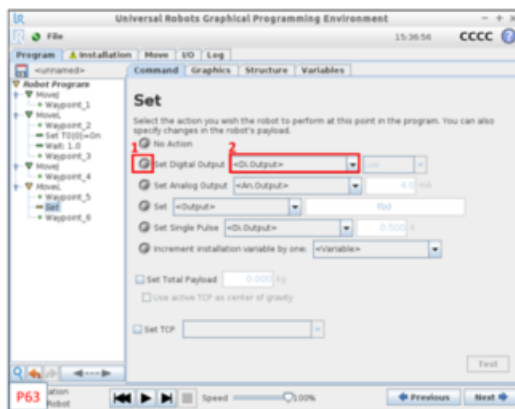 Universal Robots Graphical Programming Environment
File 15:36:56 CCCC ?
Program Installation Move I/O Log
<unnamed> Command Graphics Structure Variables
Robot Program
MoveJ
Waypoint_1
MoveL
Waypoint_2
Set TO[0]=On
Wait: 1.0
Waypoint_3
MoveJ
Waypoint_4
MoveL
Waypoint_5
Set
Waypoint_6
Set
Select the action you wish the robot to perform at this point in the program. You can also
specify changes in the robot's payload.
No Action
1 2
Set Digital Output <Di.Output>
Set Analog Output <An.Output> 4.0 mA
Set <Output> f(x)
Set Single Pulse <Di.Output> 0.500 s
Increment installation variable by one: <Variable>
Set Total Payload 0.000 kg
Use active TCP as center of gravity
Set TCP
Test
P63 ation
Robot
Speed 100% Previous Next